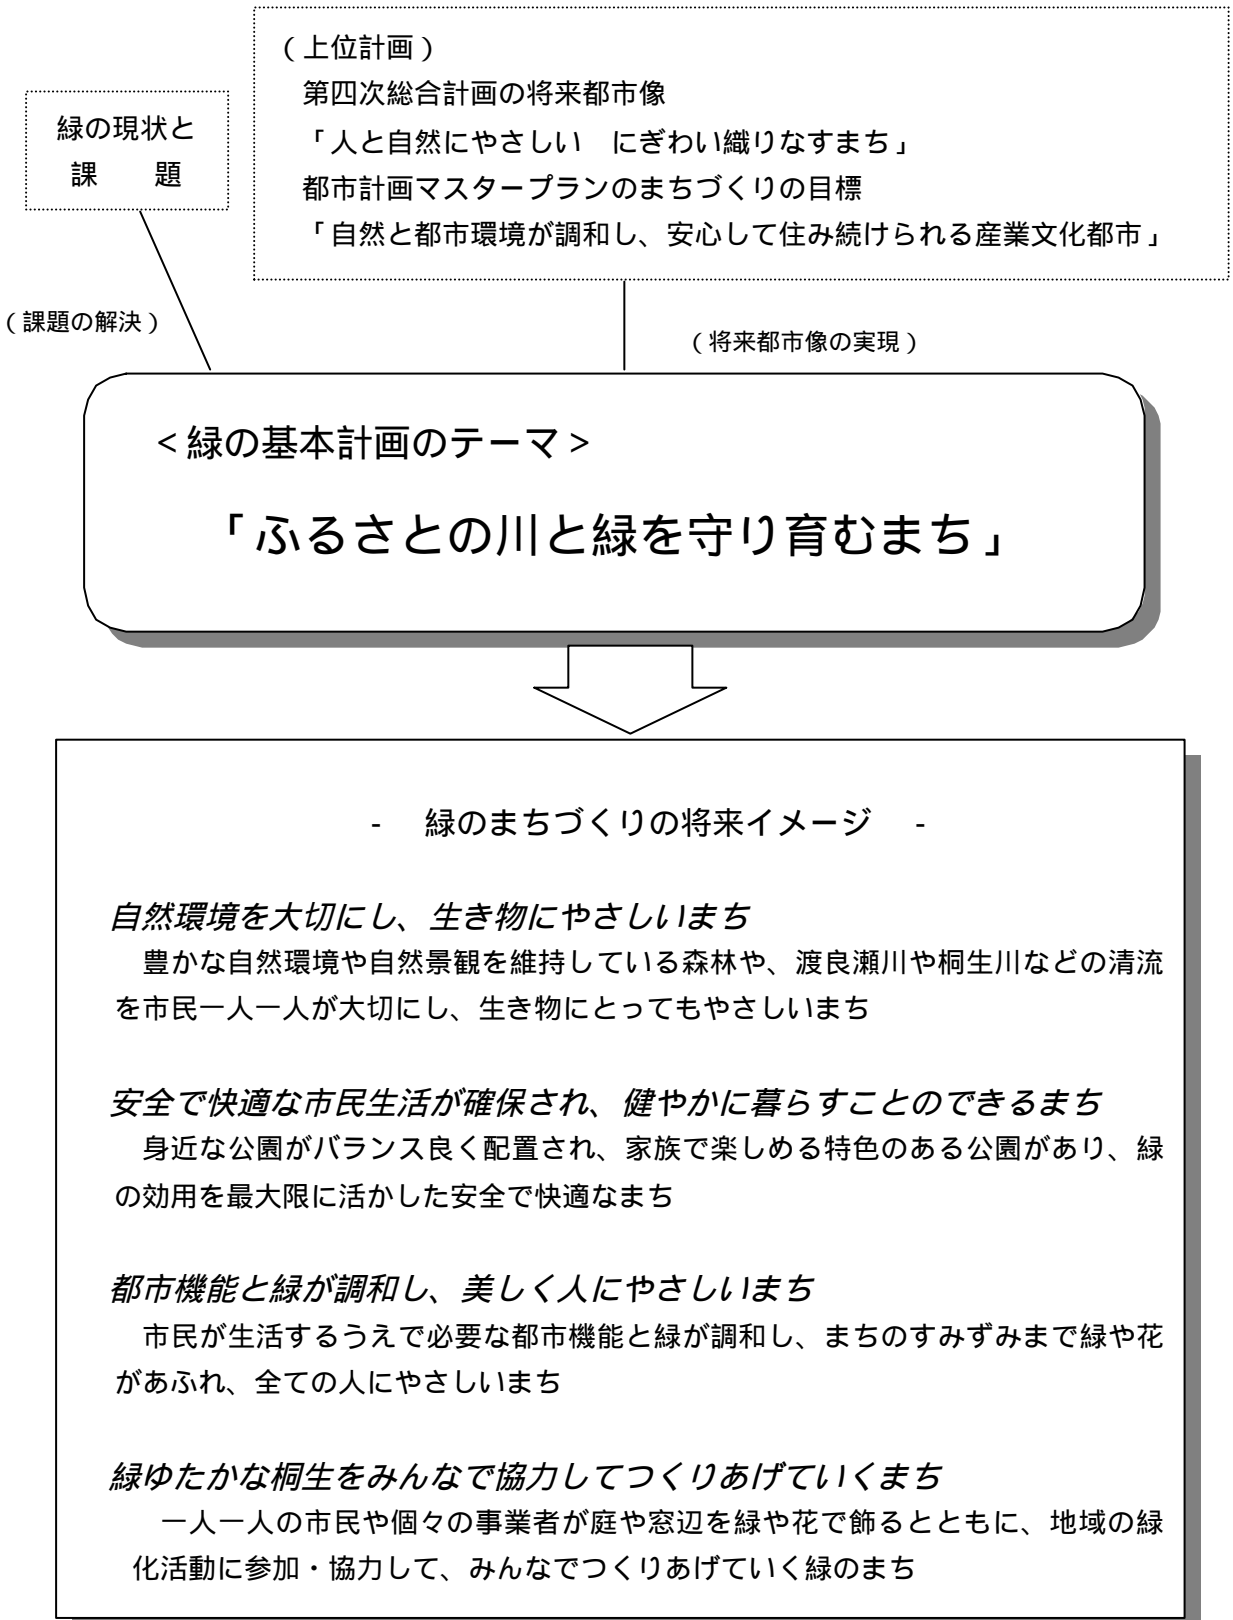 （上位計画）
第四次総合計画の将来都市像
「人と自然にやさしい　にぎわい織りなすまち」
都市計画マスタープランのまちづくりの目標
「自然と都市環境が調和し、安心して住み続けられる産業文化都市」
緑の現状と
課　　題
（課題の解決）
（将来都市像の実現）
＜緑の基本計画のテーマ＞
「ふるさとの川と緑を守り育むまち」
-　緑のまちづくりの将来イメージ　-
自然環境を大切にし、生き物にやさしいまち
豊かな自然環境や自然景観を維持している森林や、渡良瀬川や桐生川などの清流
を市民一人一人が大切にし、生き物にとってもやさしいまち
安全で快適な市民生活が確保され、健やかに暮らすことのできるまち
身近な公園がバランス良く配置され、家族で楽しめる特色のある公園があり、緑
の効用を最大限に活かした安全で快適なまち
都市機能と緑が調和し、美しく人にやさしいまち
市民が生活するうえで必要な都市機能と緑が調和し、まちのすみずみまで緑や花
があふれ、全ての人にやさしいまち
緑ゆたかな桐生をみんなで協力してつくりあげていくまち
一人一人の市民や個々の事業者が庭や窓辺を緑や花で飾るとともに、地域の緑
化活動に参加・協力して、みんなでつくりあげていく緑のまち